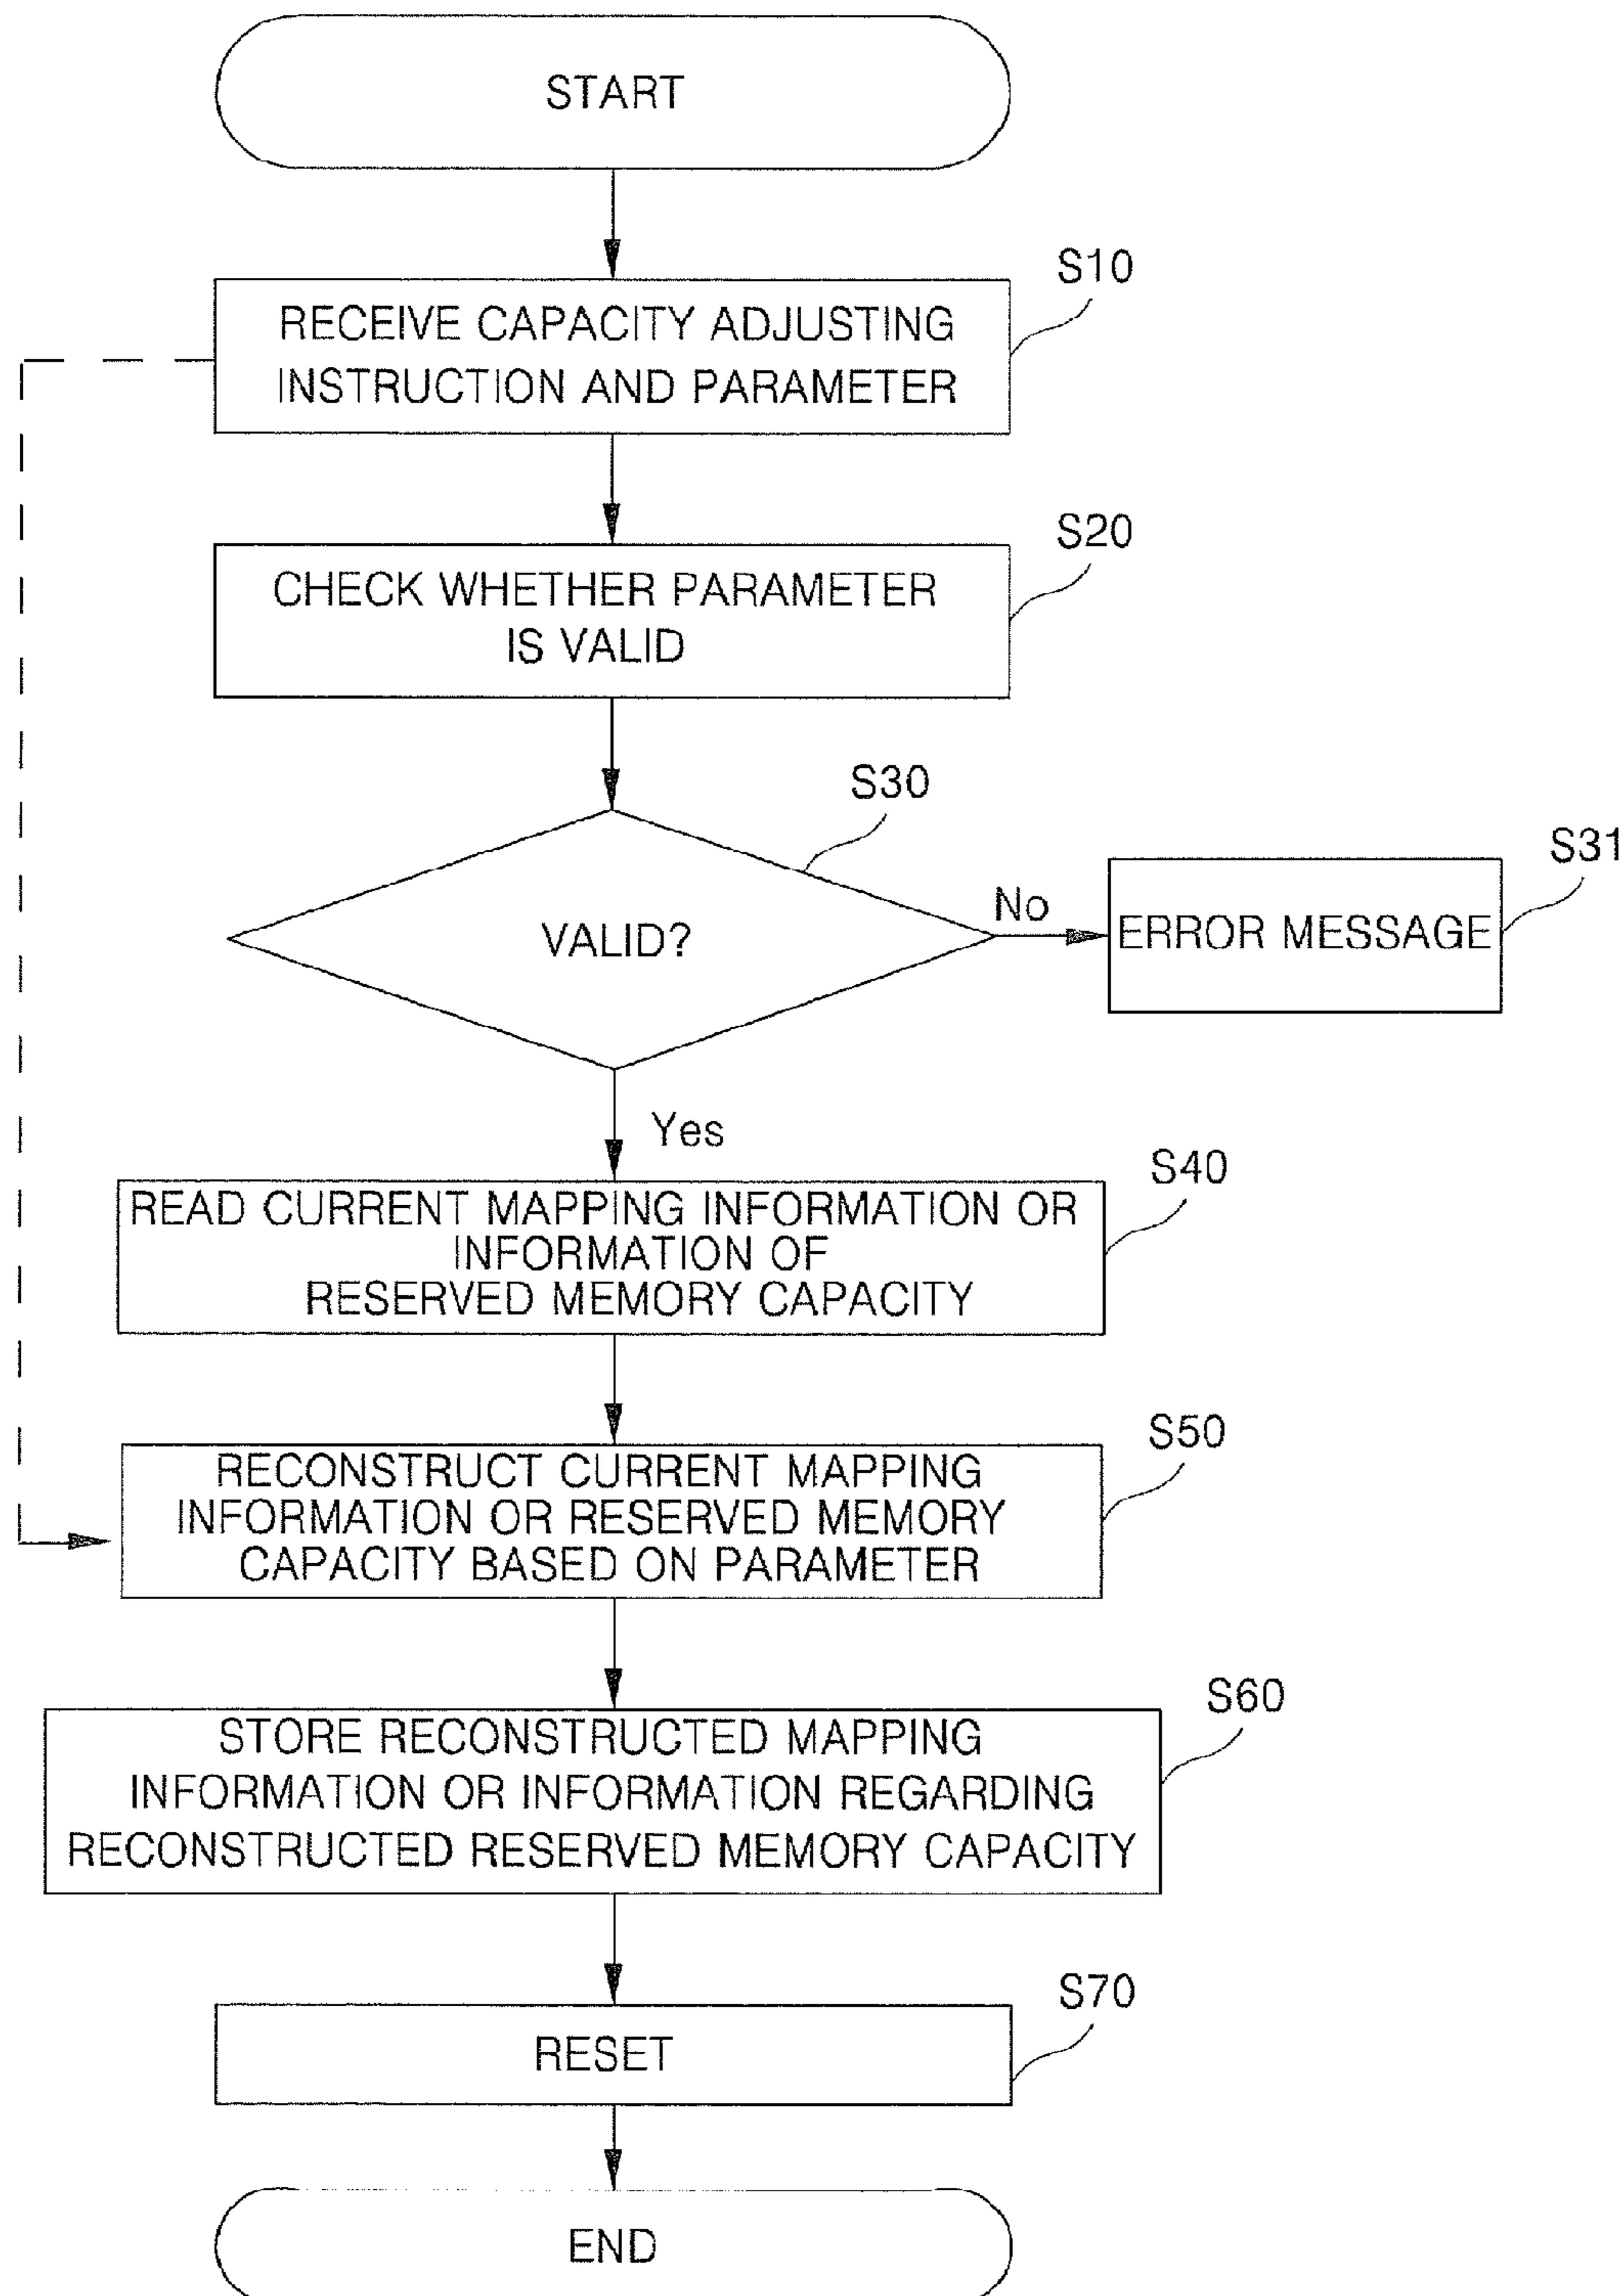 START
S10
RECEIVE CAPACITY ADJUSTING
INSTRUCTION AND PARAMETER
S20
CHECK WHETHER PARAMETER
IS VALID
S30
VALID?
No
S31
ERROR MESSAGE
Yes
S40
READ CURRENT MAPPING INFORMATION OR
INFORMATION OF
RESERVED MEMORY CAPACITY
S50
RECONSTRUCT CURRENT MAPPING
INFORMATION OR RESERVED MEMORY
CAPACITY BASED ON PARAMETER
S60
STORE RECONSTRUCTED MAPPING
INFORMATION OR INFORMATION REGARDING
RECONSTRUCTED RESERVED MEMORY CAPACITY
S70
RESET
END